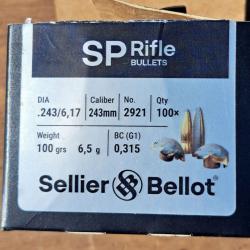 SP Rifle
BULLETS
DIA Caliber No. Qty
.243/6,17 243mm 2921 100×
Weight BC (G1)
100 grs 6,5 g 0,315
Sellier SB Bellot®